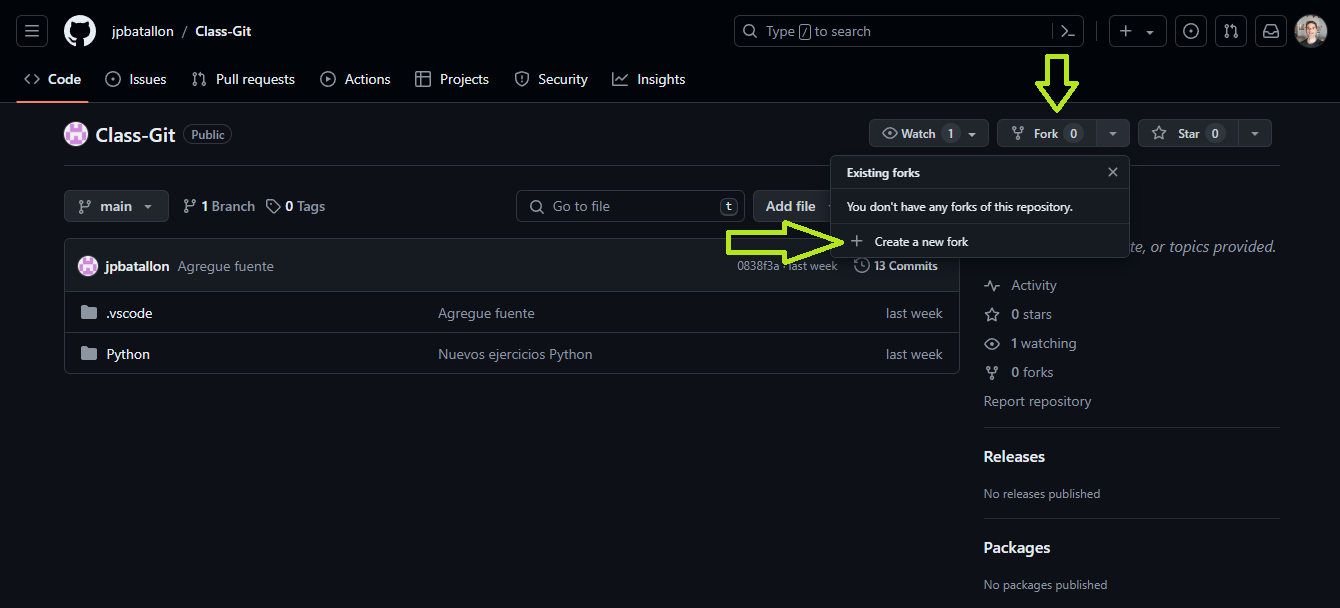 jpbatallon / Class-Git
Type / to search
Code Issues Pull requests Actions Projects Security Insights
Class-Git Public
Watch 1 Fork 0 Star 0
Existing forks
You don't have any forks of this repository.
Create a new fork
main 1 Branch 0 Tags
Go to file t Add file
jpbatallon Agregue fuente
0838f3a · last week 13 Commits
.vscode Agregue fuente last week
Python Nuevos ejercicios Python last week
te, or topics provided.
Activity
0 stars
1 watching
0 forks
Report repository
Releases
No releases published
Packages
No packages published